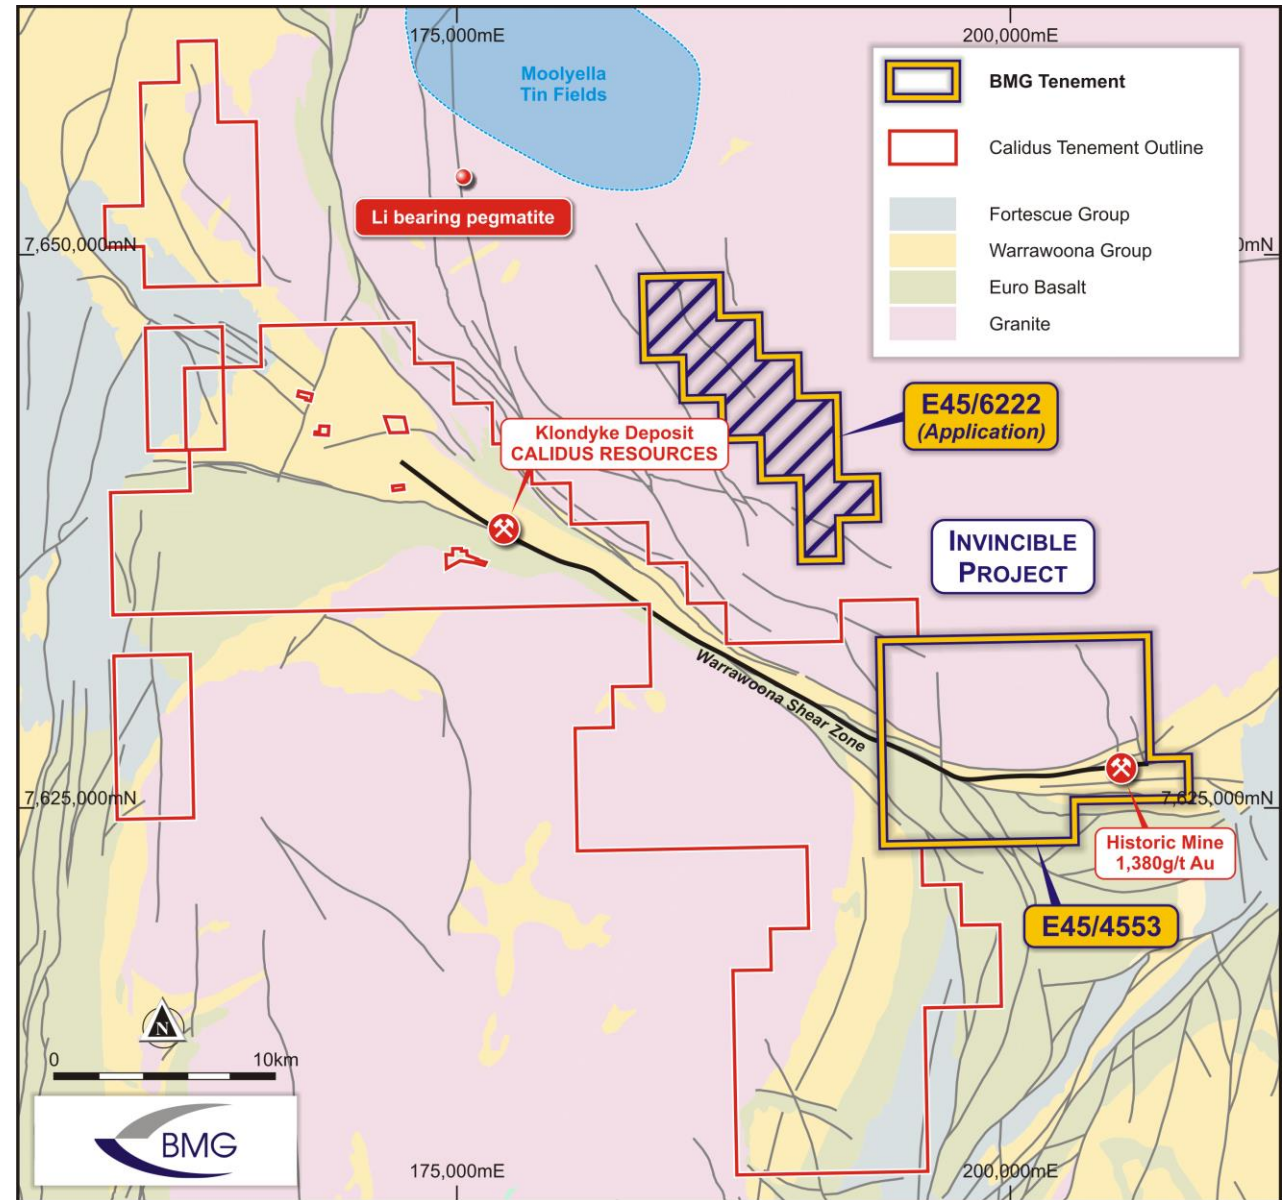 175,000mE
200,000mE
Moolyella
Tin Fields
BMG Tenement
Calidus Tenement Outline
Li bearing pegmatite
Fortescue Group
7,650,000mN
0mN
Warrawoona Group
Euro Basalt
Granite
E45/6222
(Application)
Klondyke Deposit
CALIDUS RESOURCES
INVINCIBLE
PROJECT
Warrawoona Shear Zone
7,625,000mN
7,625,000mN
Historic Mine
1,380g/t Au
E45/4553
N
0
10km
BMG
175,000mE
200,000mE